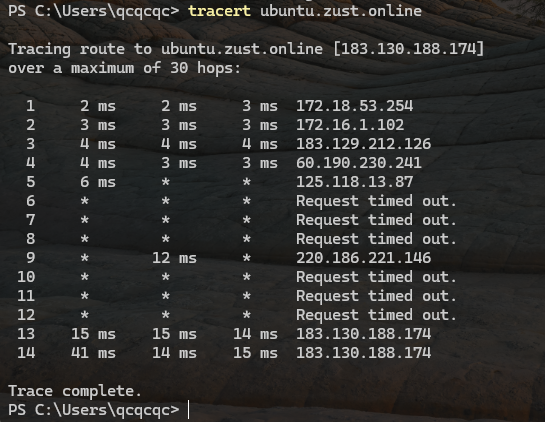 PS C:\Users\qcqcqc> tracert ubuntu.zust.online
Tracing route to ubuntu.zust.online [183.130.188.174]
over a maximum of 30 hops:
1 2 ms 2 ms 3 ms 172.18.53.254
2 3 ms 3 ms 3 ms 172.16.1.102
3 4 ms 4 ms 4 ms 183.129.212.126
4 4 ms 3 ms 3 ms 60.190.230.241
5 6 ms * * 125.118.13.87
6 * * * Request timed out.
7 * * * Request timed out.
8 * * * Request timed out.
9 * 12 ms * 220.186.221.146
10 * * * Request timed out.
11 * * * Request timed out.
12 * * * Request timed out.
13 15 ms 15 ms 14 ms 183.130.188.174
14 41 ms 14 ms 15 ms 183.130.188.174
Trace complete.
PS C:\Users\qcqcqc>